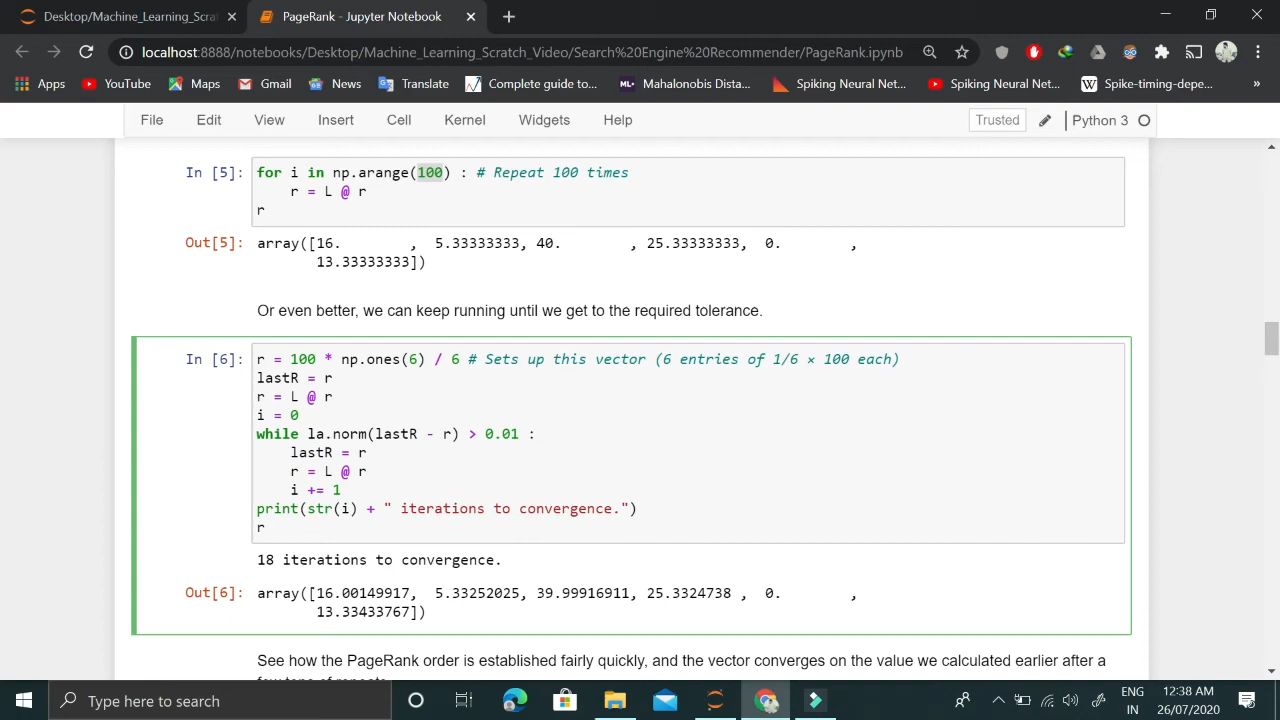 Desktop/Machine_Learning_Scrat
PageRank - Jupyter Notebook
localhost:8888/notebooks/Desktop/Machine_Learning_Scratch_Video/Search%20Engine%20Recommender/PageRank.ipynb
Apps YouTube Maps Gmail News Translate Complete guide to... ML+ Mahalonobis Dista... Spiking Neural Net... Spiking Neural Net... W Spike-timing-depe... »
File Edit View Insert Cell Kernel Widgets Help Trusted Python 3
In [5]: for i in np.arange(100) : # Repeat 100 times
r = L @ r
r
Out[5]: array([16. , 5.33333333, 40. , 25.33333333, 0. ,
13.33333333])
Or even better, we can keep running until we get to the required tolerance.
In [6]: r = 100 * np.ones(6) / 6 # Sets up this vector (6 entries of 1/6 × 100 each)
lastR = r
r = L @ r
i = 0
while la.norm(lastR - r) > 0.01 :
lastR = r
r = L @ r
i += 1
print(str(i) + " iterations to convergence.")
r
18 iterations to convergence.
Out[6]: array([16.00149917, 5.33252025, 39.99916911, 25.3324738 , 0. ,
13.33433767])
See how the PageRank order is established fairly quickly, and the vector converges on the value we calculated earlier after a
few tens of repeats.
Type here to search
ENG 12:38 AM
IN 26/07/2020